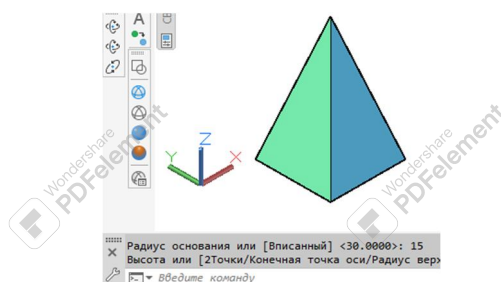 A
Z
Y
X
Wondershare
PDFelement
Wondershare
PDFelement
Радиус основания или [Вписанный] <30.0000>: 15
Высота или [2Точки/Конечная точка оси/Радиус верх
Введите команду